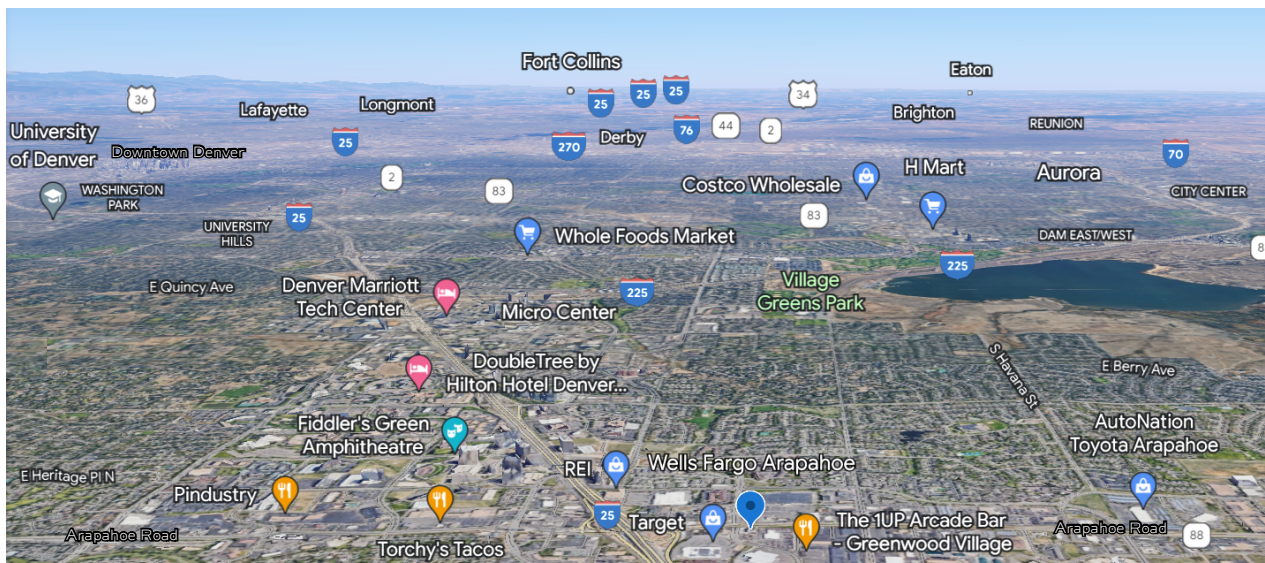 Fort Collins
Eaton
25
25
25
34
36
Lafayette
Longmont
Brighton
44
2
REUNION
University
of Denver
Downtown Denver
25
270
Derby
76
70
2
83
WASHINGTON
PARK
Costco Wholesale
H Mart
Aurora
CITY CENTER
25
83
UNIVERSITY
HILLS
Whole Foods Market
DAM EAST/WEST
8
225
E Quincy Ave
Denver Marriott
Tech Center
225
Village
Greens Park
Micro Center
DoubleTree by
Hilton Hotel Denver...
S Havana St
E Berry Ave
Fiddler's Green
Amphitheatre
AutoNation
Toyota Arapahoe
REI
Wells Fargo Arapahoe
E Heritage Pl N
Pindustry
25
Target
The 1UP Arcade Bar
- Greenwood Village
Arapahoe Road
Arapahoe Road
88
Torchy's Tacos